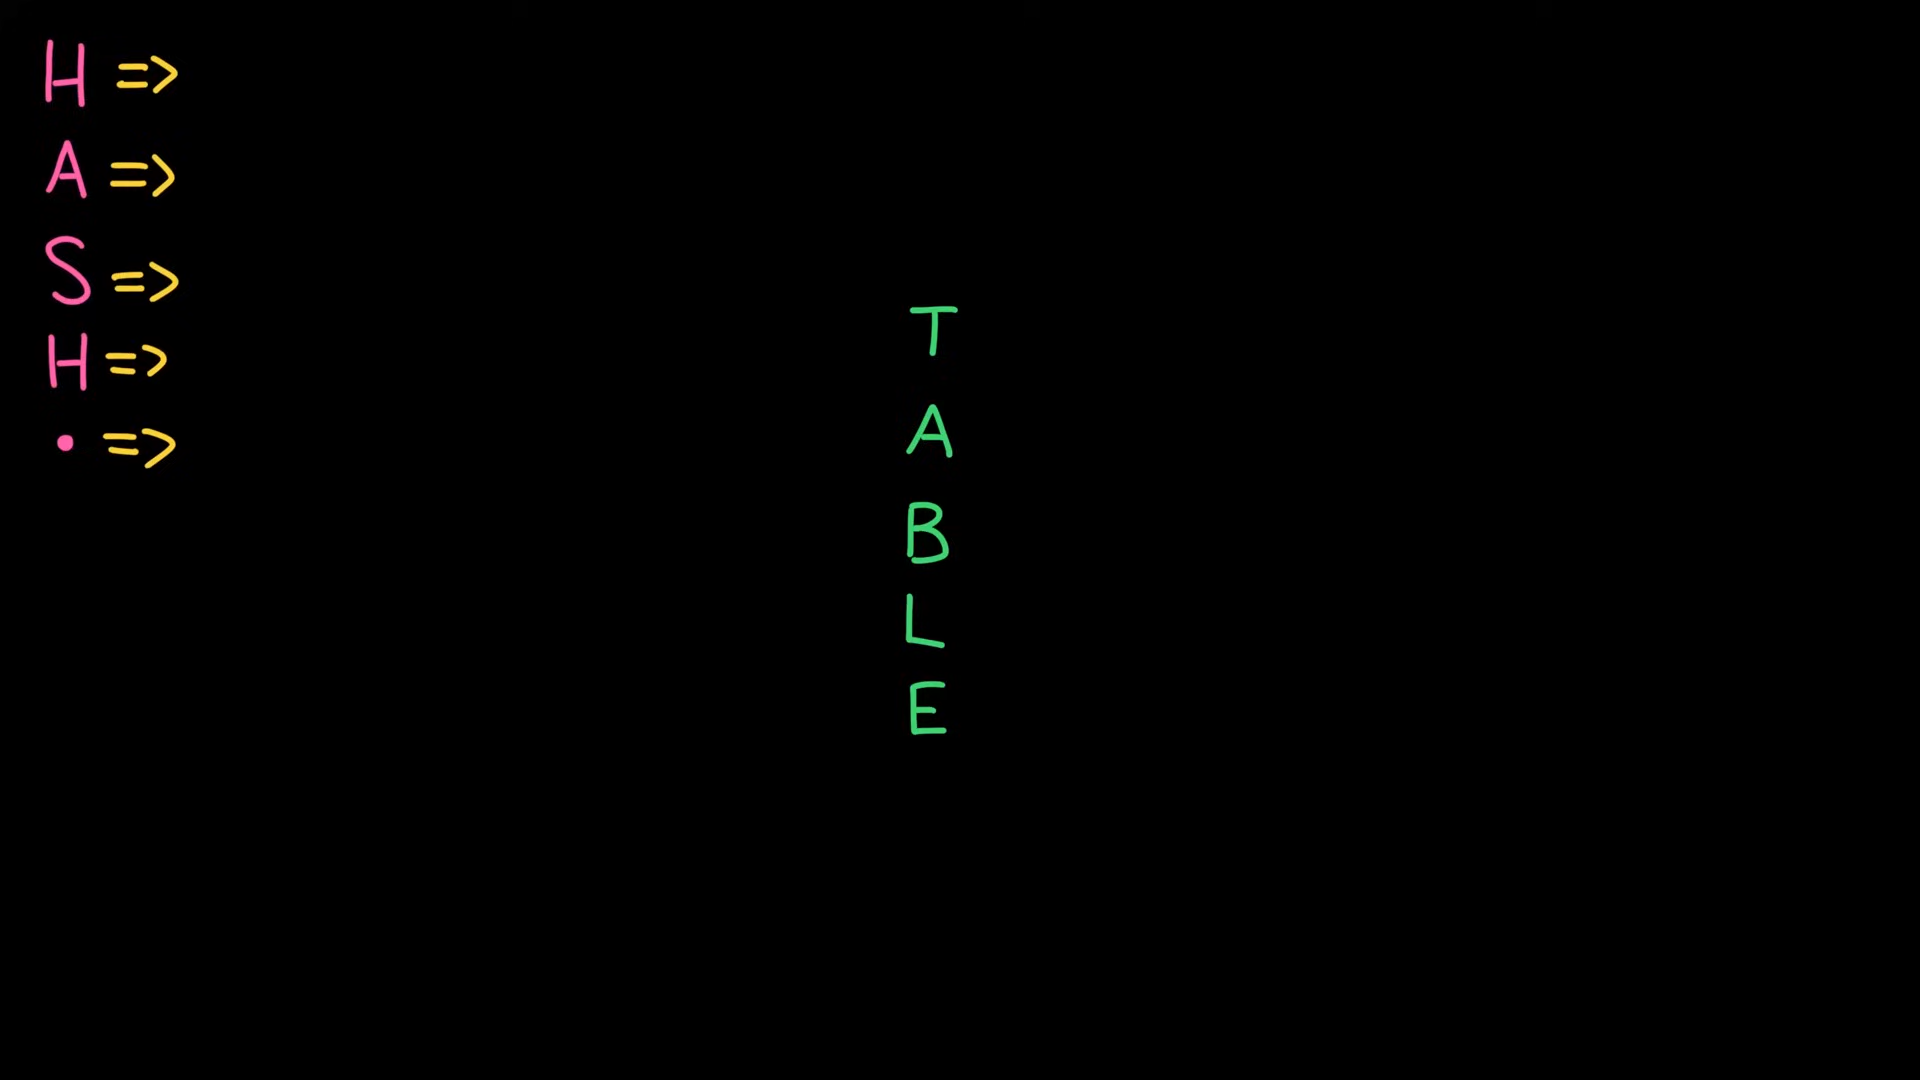 H =>
A =>
S =>
H =>
• =>
T
A
B
L
E